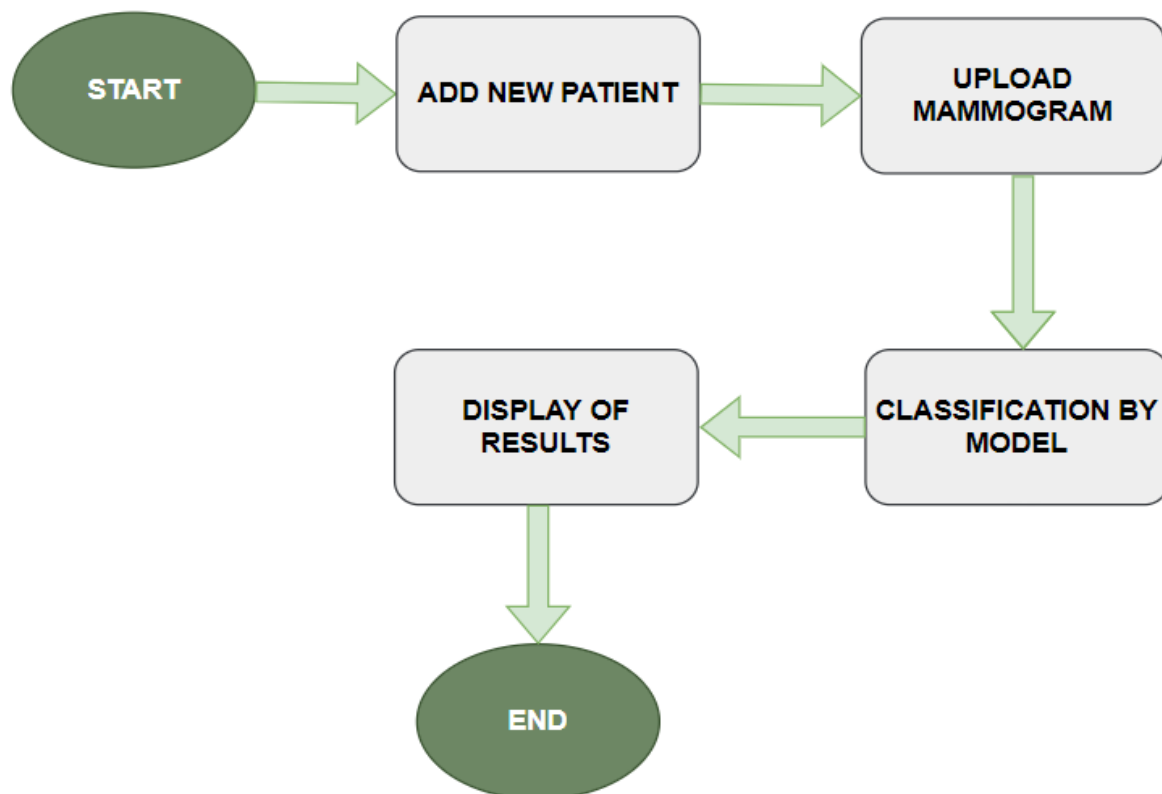 START
ADD NEW PATIENT
UPLOAD
MAMMOGRAM
CLASSIFICATION BY
MODEL
DISPLAY OF
RESULTS
END